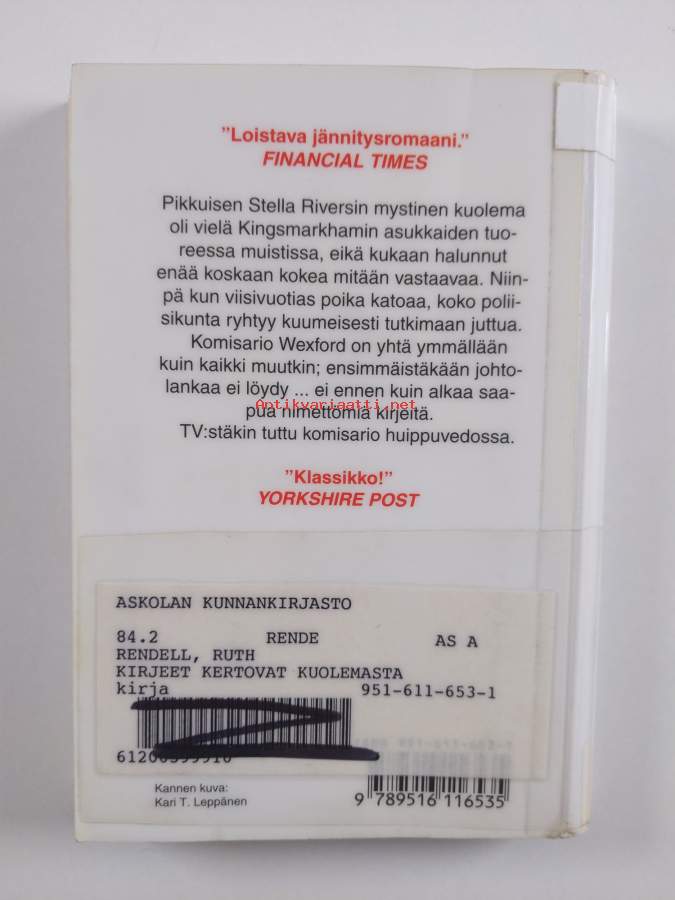 "Loistava jännitysromaani."
FINANCIAL TIMES
Pikkuisen Stella Riversin mystinen kuolema
oli vielä Kingsmarkhamin asukkaiden tuo-
reessa muistissa, eikä kukaan halunnut
enää koskaan kokea mitään vastaavaa. Niin-
pä kun viisivuotias poika katoaa, koko polii-
sikunta ryhtyy kuumeisesti tutkimaan juttua.
Komisario Wexford on yhtä ymmällään
kuin kaikki muutkin; ensimmäistäkään johto-
lankaa ei löydy ... ei ennen kuin alkaa saa-
Antikvariaatti.net
pua nimettömiä kirjeitä.
TV:stäkin tuttu komisario huippuvedossa.
"Klassikko!"
YORKSHIRE POST
ASKOLAN KUNNANKIRJASTO
84.2 RENDE AS A
RENDELL, RUTH
KIRJEET KERTOVAT KUOLEMASTA
kirja 951-611-653-1
Kannen kuva:
Kari T. Leppänen
9 789516 116535